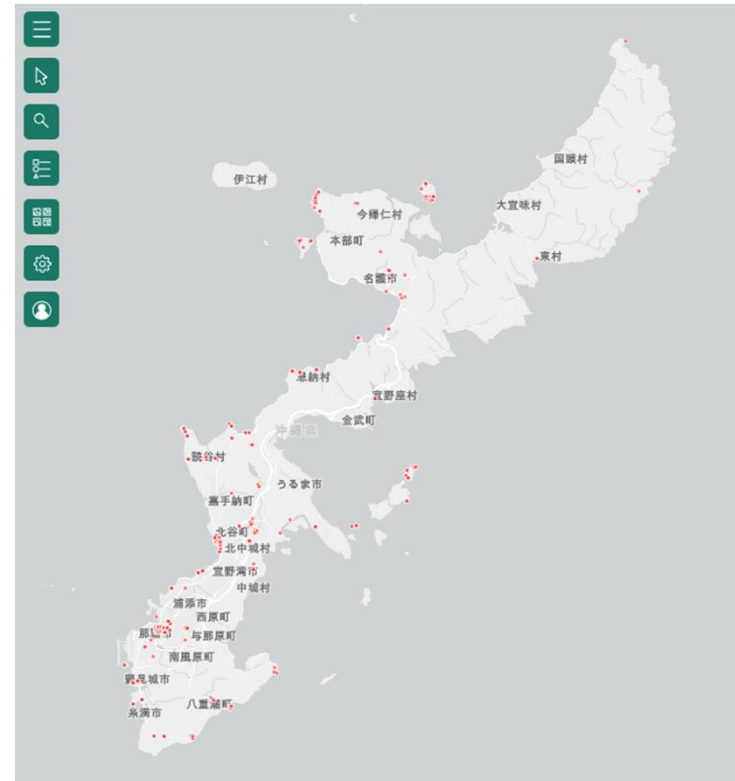 国頭村
伊江村
大宜味村
今帰仁村
本部町
東村
名護市
恩納村
宜野座村
金武町
沖縄県
読谷村
うるま市
嘉手納町
北谷町
北中城村
宜野湾市
中城村
浦添市
西原町
那覇市
与那原町
南風原町
豊見城市
八重瀬町
糸満市